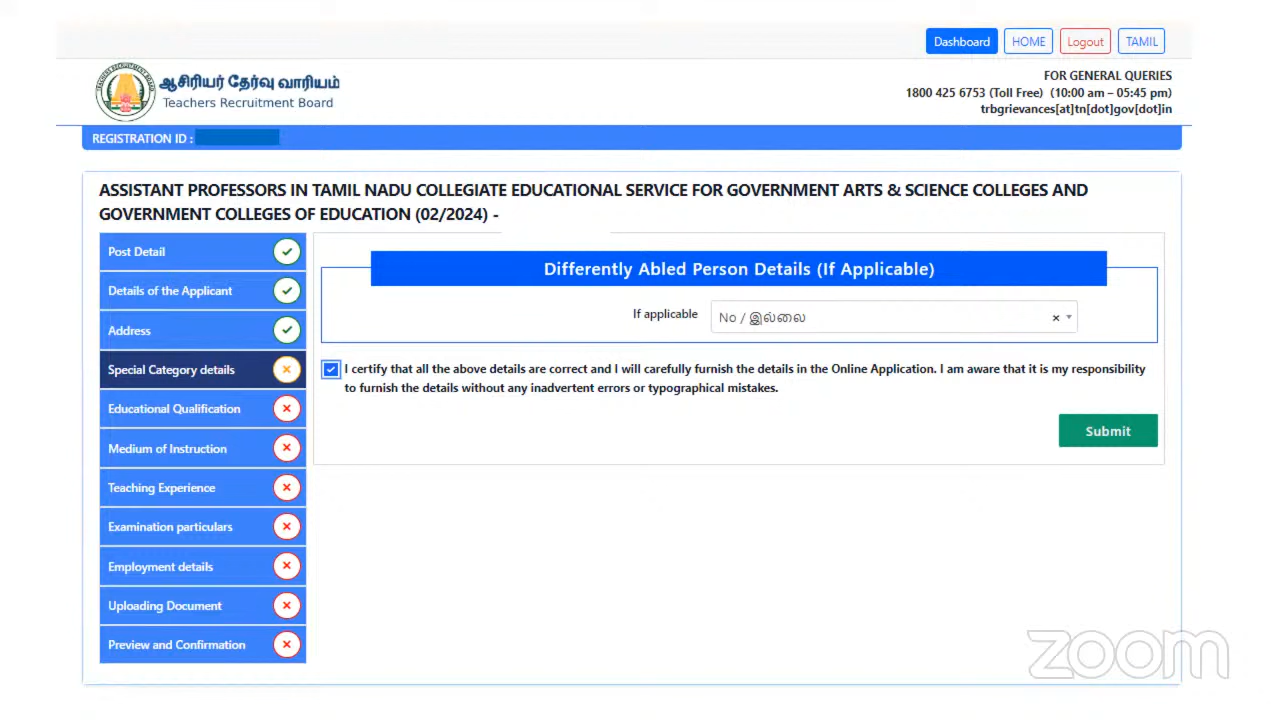 Dashboard HOME Logout TAMIL
ஆசிரியர் தேர்வு வாரியம்
Teachers Recruitment Board
FOR GENERAL QUERIES
1800 425 6753 (Toll Free) (10:00 am – 05:45 pm)
trbgrievances[at]tn[dot]gov[dot]in
REGISTRATION ID :
ASSISTANT PROFESSORS IN TAMIL NADU COLLEGIATE EDUCATIONAL SERVICE FOR GOVERNMENT ARTS & SCIENCE COLLEGES AND
GOVERNMENT COLLEGES OF EDUCATION (02/2024) -
Post Detail
Details of the Applicant
Address
Special Category details
Educational Qualification
Medium of Instruction
Teaching Experience
Examination particulars
Employment details
Uploading Document
Preview and Confirmation
Differently Abled Person Details (If Applicable)
If applicable No / இல்லை
I certify that all the above details are correct and I will carefully furnish the details in the Online Application. I am aware that it is my responsibility
to furnish the details without any inadvertent errors or typographical mistakes.
Submit
zoom